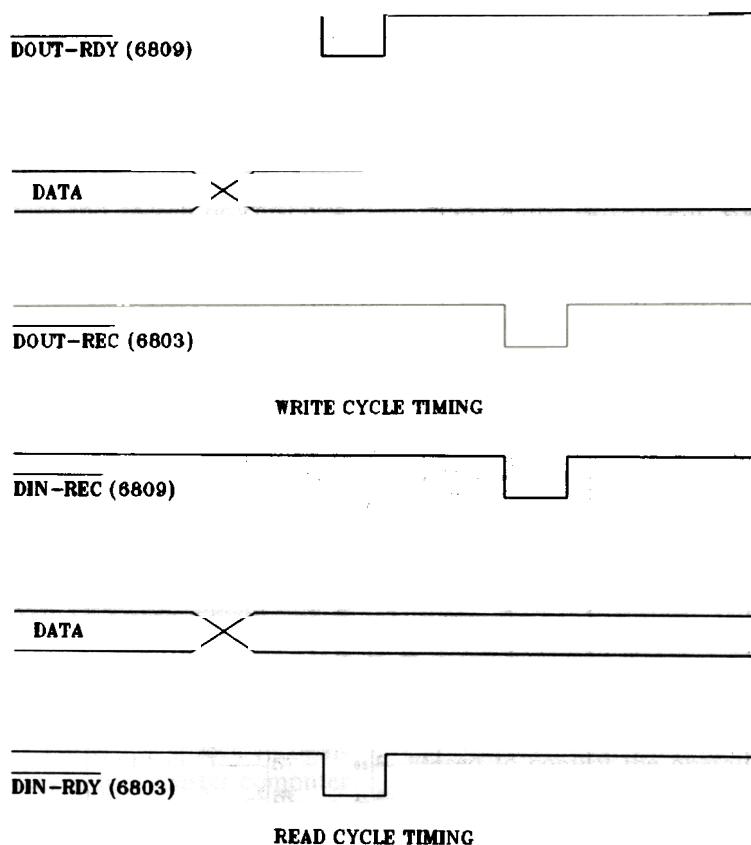 DOUT-RDY (6809)
DATA
DOUT-REC (6803)
WRITE CYCLE TIMING
DIN-REC (6809)
DATA
DIN-RDY (6803)
READ CYCLE TIMING